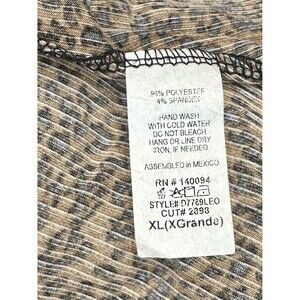 96% POLYESTER
4% SPANDEX
HAND WASH
WITH COLD WATER
DO NOT BLEACH
HANG OR LINE DRY
IRON, IF NEEDED
ASSEMBLED IN MEXICO
RN # 140094
STYLE# D7769LEO
CUT# 2898
XL(XGrande)